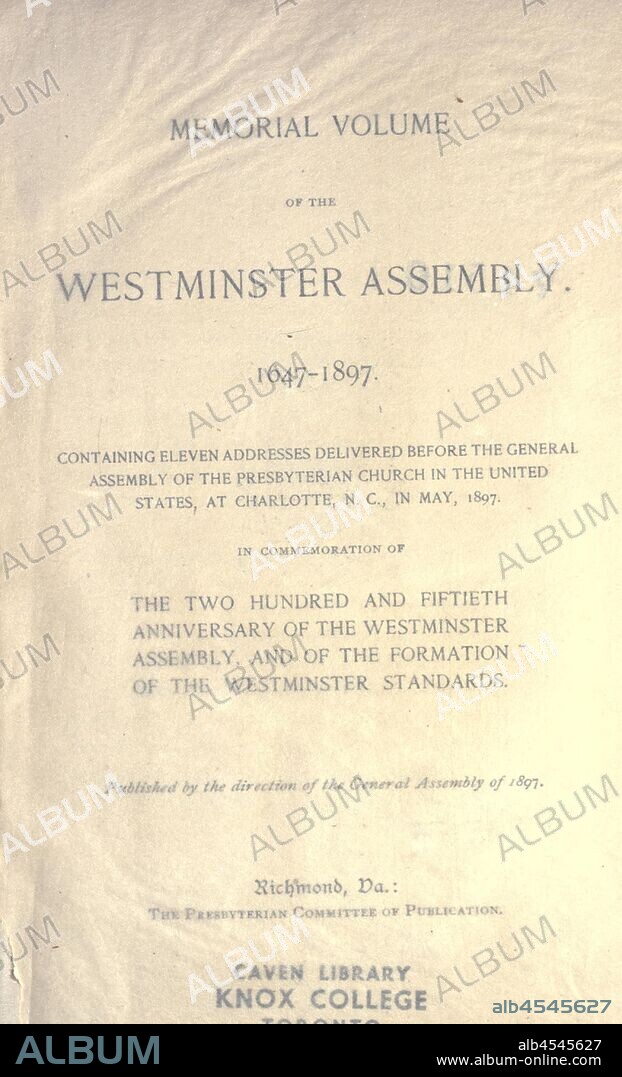 MEMORIAL VOLUME
OF THE
WESTMINSTER ASSEMBLY.
1647-1897.
CONTAINING ELEVEN ADDRESSES DELIVERED BEFORE THE GENERAL
ASSEMBLY OF THE PRESBYTERIAN CHURCH IN THE UNITED
STATES, AT CHARLOTTE, N. C., IN MAY, 1897.
IN COMMEMORATION OF
THE TWO HUNDRED AND FIFTIETH
ANNIVERSARY OF THE WESTMINSTER
ASSEMBLY, AND OF THE FORMATION
OF THE WESTMINSTER STANDARDS.
Published by the direction of the General Assembly of 1897.
Richmond, Va.:
THE PRESBYTERIAN COMMITTEE OF PUBLICATION.
CAVEN LIBRARY
KNOX COLLEGE
TORONTO
alb4545627
ALBUM
alb4545627
www.album-online.com